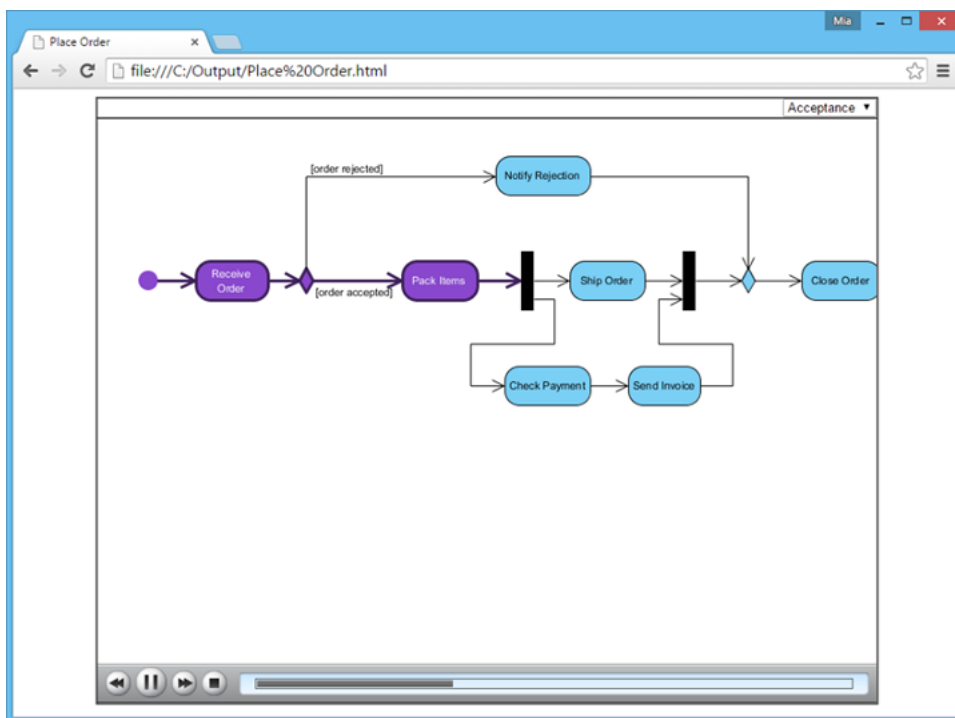 Mia
Place Order
file:///C:/Output/Place%20Order.html
Acceptance
[order rejected]
Notify Rejection
Receive
Order
[order accepted]
Pack Items
Ship Order
Close Order
Check Payment
Send Invoice